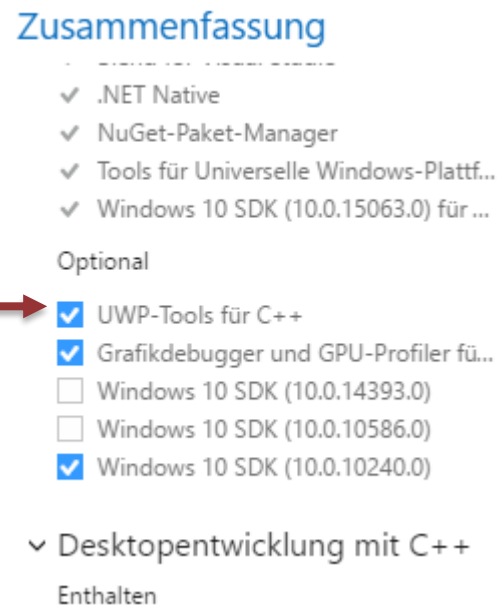 Zusammenfassung
.NET Native
NuGet-Paket-Manager
Tools für Universelle Windows-Plattf...
Windows 10 SDK (10.0.15063.0) für ...
Optional
UWP-Tools für C++
Grafikdebugger und GPU-Profiler fü...
Windows 10 SDK (10.0.14393.0)
Windows 10 SDK (10.0.10586.0)
Windows 10 SDK (10.0.10240.0)
Desktopentwicklung mit C++
Enthalten